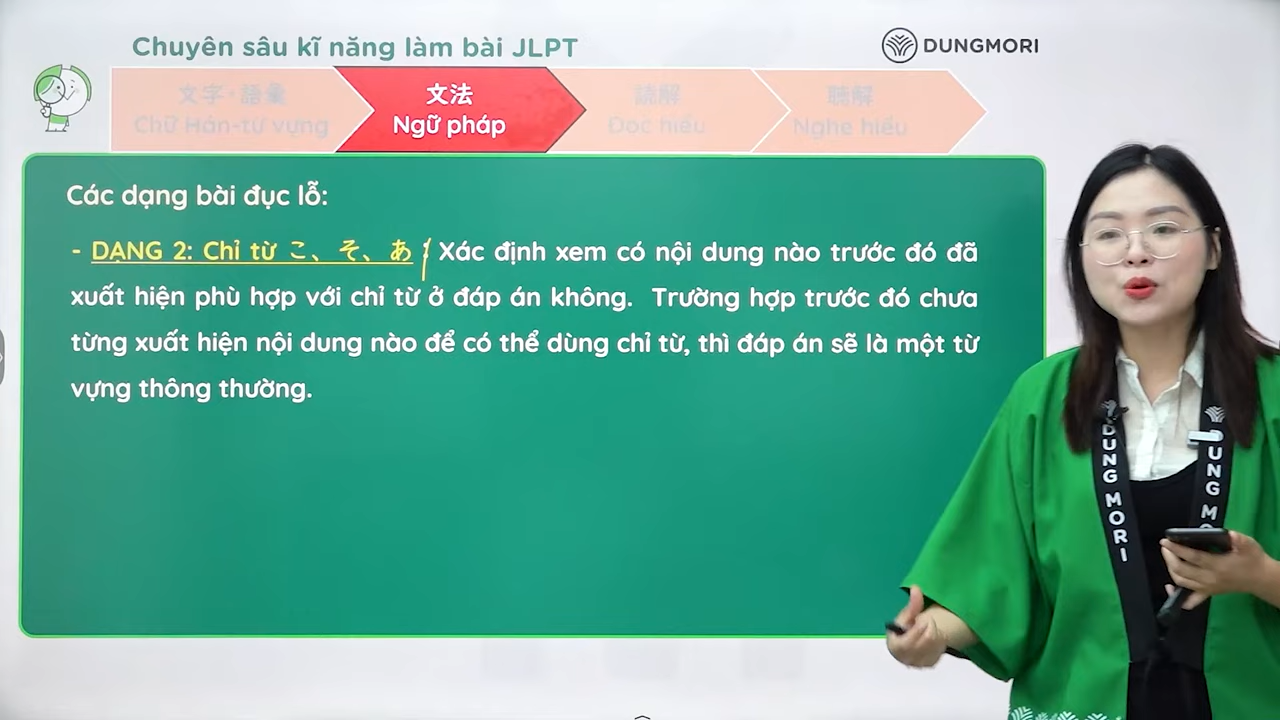 Chuyên sâu kĩ năng làm bài JLPT
DUNGMORI
文字・語彙
Chữ Hán-từ vựng
文法
Ngữ pháp
読解
Đọc hiểu
聴解
Nghe hiểu
Các dạng bài đục lỗ:
- DẠNG 2: Chỉ từ こ、そ、あ Xác định xem có nội dung nào trước đó đã
xuất hiện phù hợp với chỉ từ ở đáp án không. Trường hợp trước đó chưa
từng xuất hiện nội dung nào để có thể dùng chỉ từ, thì đáp án sẽ là một từ
vựng thông thường.
DUNG MORI
DUNG MO